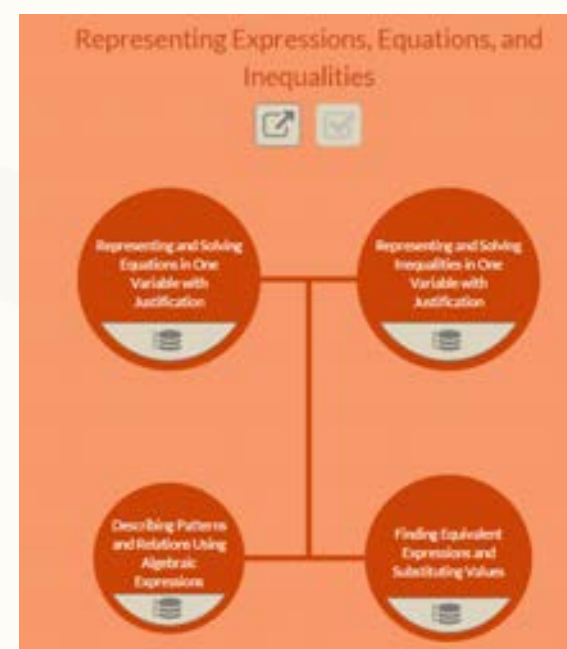 Representing Expressions, Equations, and
Inequalities
Representing and Solving
Equations in One
Variable with
Justification
Representing and Solving
Inequalities in One
Variable with
Justification
Describing Patterns
and Relations Using
Algebraic
Expressions
Finding Equivalent
Expressions and
Substituting Values